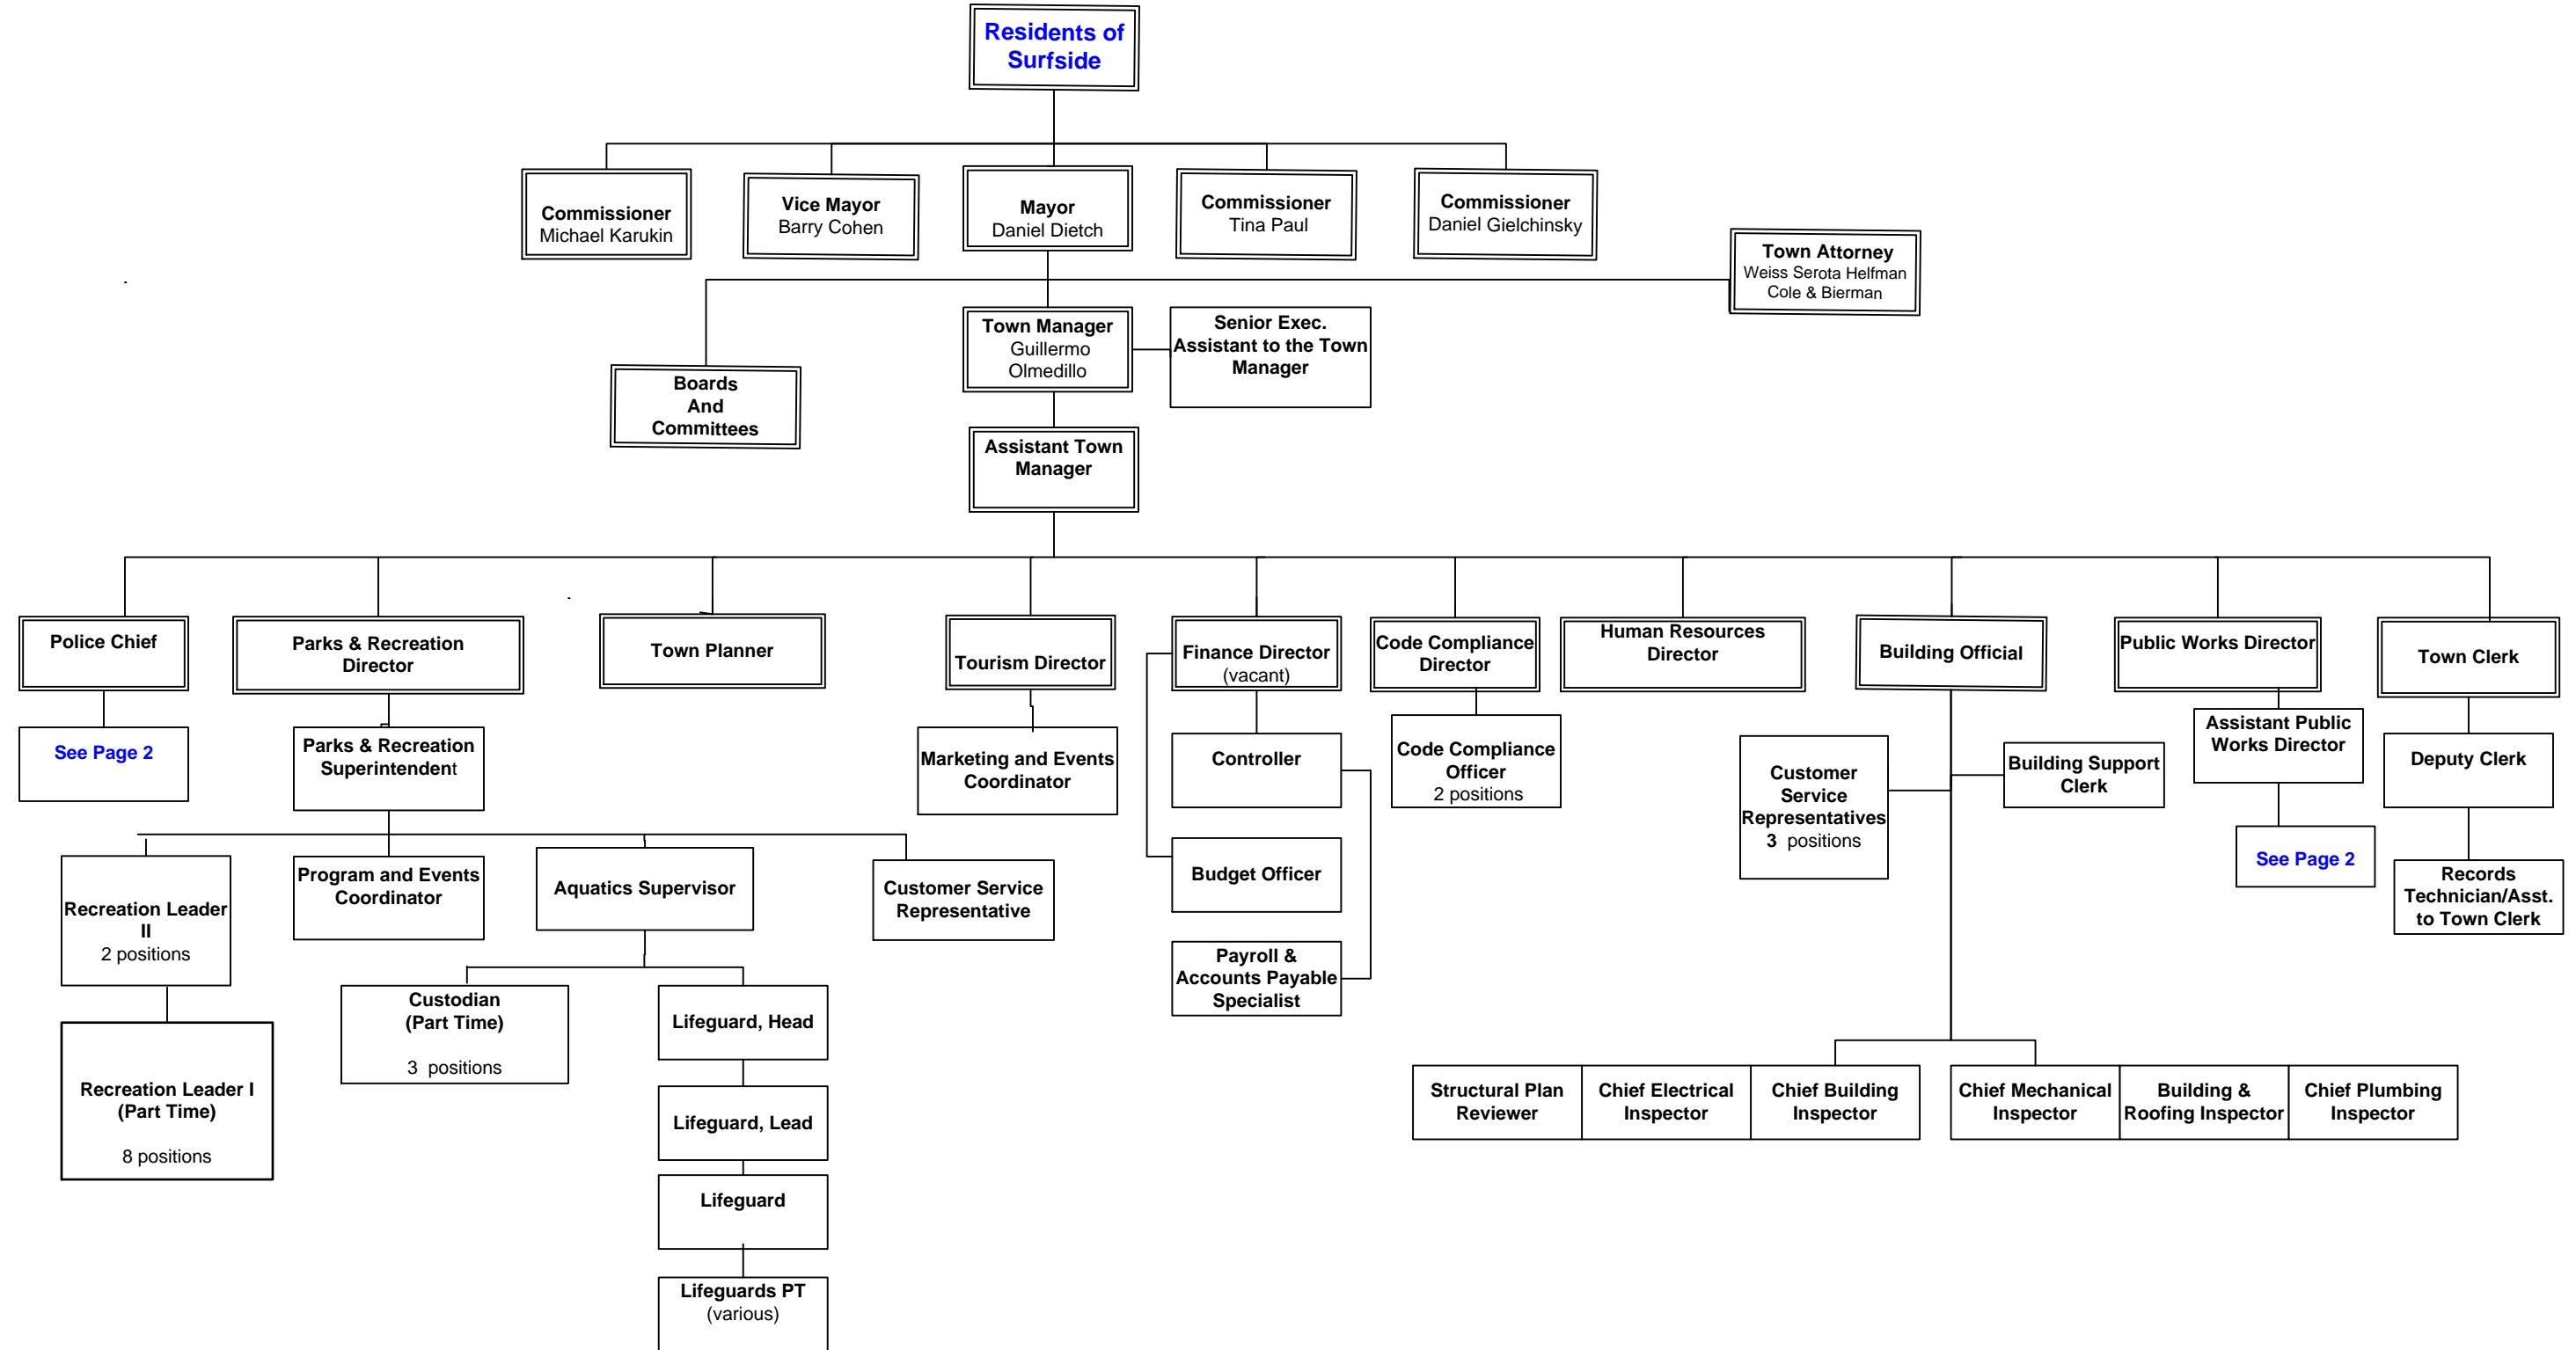 Residents of
Surfside
Commissioner
Michael Karukin
Vice Mayor
Barry Cohen
Mayor
Daniel Dietch
Commissioner
Tina Paul
Commissioner
Daniel Gielchinsky
Town Attorney
Weiss Serota Helfman
Cole & Bierman
Town Manager
Guillermo
Olmedillo
Senior Exec.
Assistant to the Town
Manager
Boards
And
Committees
Assistant Town
Manager
Police Chief
Parks & Recreation
Director
Town Planner
Tourism Director
Finance Director
(vacant)
Code Compliance
Director
Human Resources
Director
Building Official
Public Works Director
Town Clerk
See Page 2
Parks & Recreation
Superintendent
Marketing and Events
Coordinator
Controller
Code Compliance
Officer
2 positions
Customer
Service
Representatives
3 positions
Building Support
Clerk
Assistant Public
Works Director
Deputy Clerk
Recreation Leader
II
2 positions
Program and Events
Coordinator
Aquatics Supervisor
Customer Service
Representative
Budget Officer
See Page 2
Records
Technician/Asst.
to Town Clerk
Payroll &
Accounts Payable
Specialist
Recreation Leader I
(Part Time)
8 positions
Custodian
(Part Time)
3 positions
Lifeguard, Head
Lifeguard, Lead
Lifeguard
Lifeguards PT
(various)
Structural Plan
Reviewer
Chief Electrical
Inspector
Chief Building
Inspector
Chief Mechanical
Inspector
Building &
Roofing Inspector
Chief Plumbing
Inspector